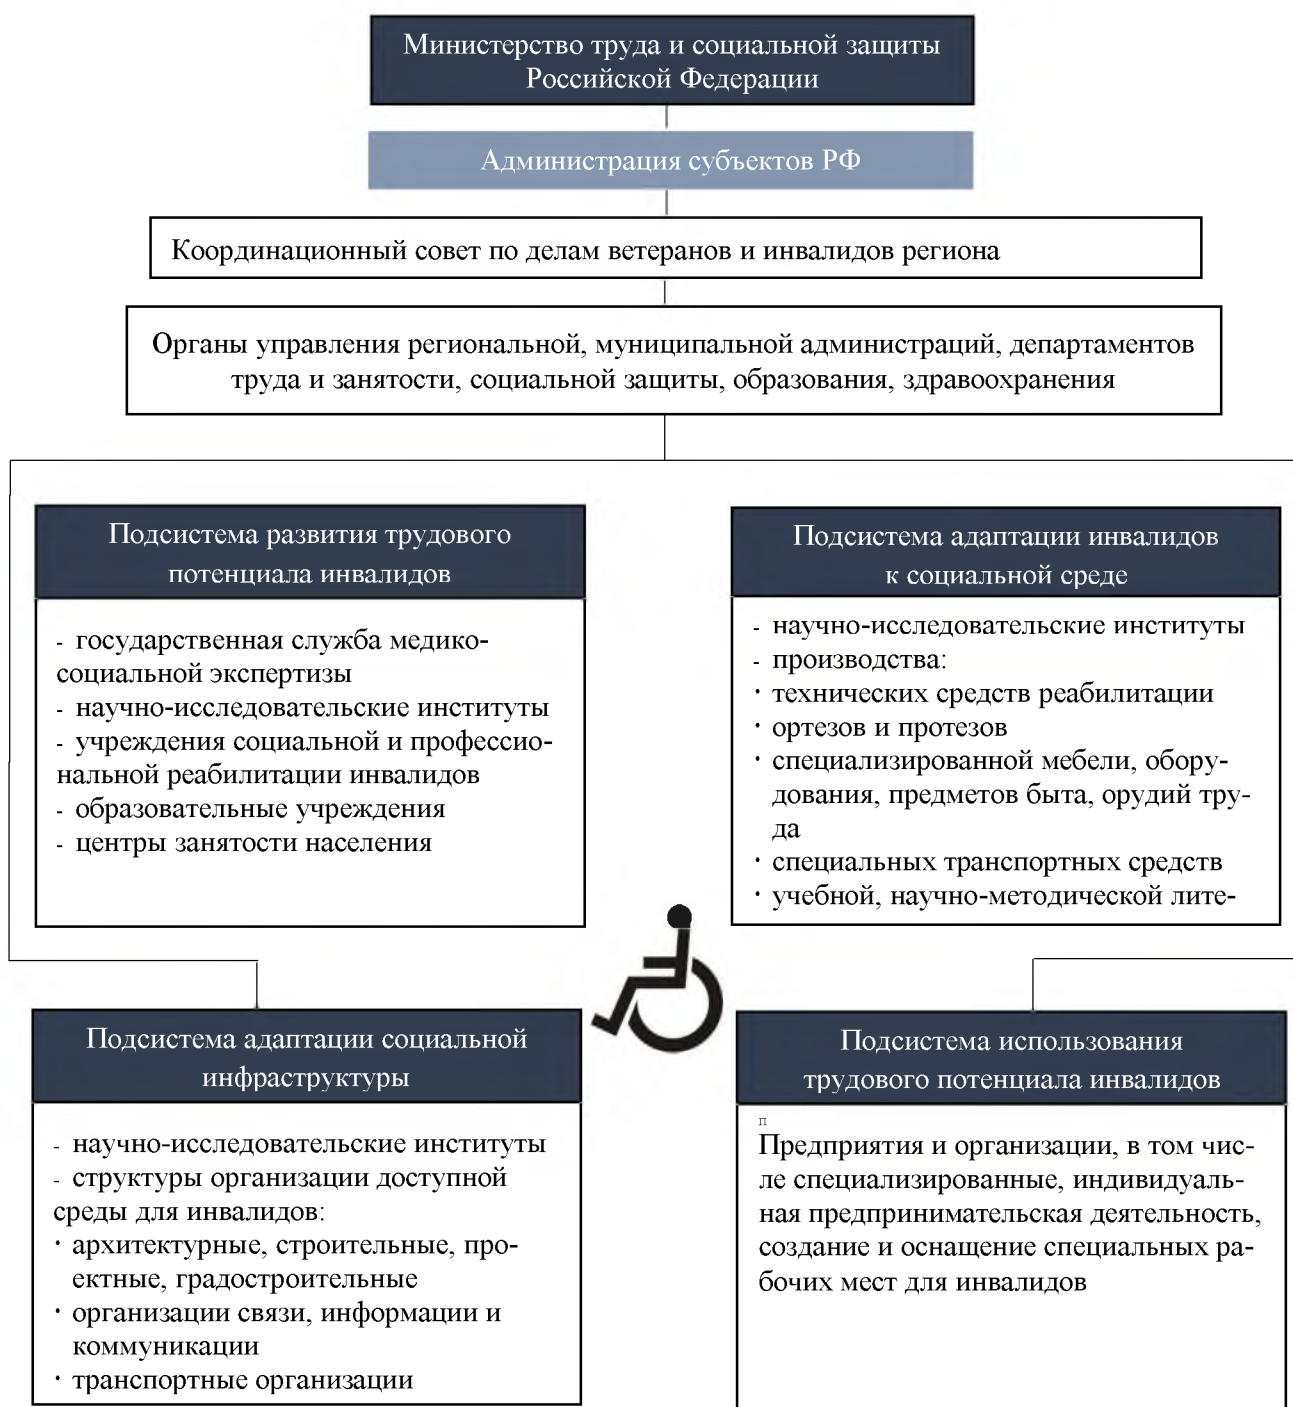 Министерство труда и социальной защиты
Российской Федерации
Администрация субъектов РФ
Координационный совет по делам ветеранов и инвалидов региона
Органы управления региональной, муниципальной администраций, департаментов
труда и занятости, социальной защиты, образования, здравоохранения
Подсистема развития трудового
потенциала инвалидов
- государственная служба медико-
социальной экспертизы
- научно-исследовательские институты
- учреждения социальной и профессио-
нальной реабилитации инвалидов
- образовательные учреждения
- центры занятости населения
Подсистема адаптации инвалидов
к социальной среде
- научно-исследовательские институты
- производства:
· технических средств реабилитации
· ортезов и протезов
· специализированной мебели, обору-
дования, предметов быта, орудий тру-
да
· специальных транспортных средств
· учебной, научно-методической лите-
Подсистема адаптации социальной
инфраструктуры
- научно-исследовательские институты
- структуры организации доступной
среды для инвалидов:
· архитектурные, строительные, про-
ектные, градостроительные
· организации связи, информации и
коммуникации
· транспортные организации
Подсистема использования
трудового потенциала инвалидов
п
Предприятия и организации, в том чис-
ле специализированные, индивидуаль-
ная предпринимательская деятельность,
создание и оснащение специальных ра-
бочих мест для инвалидов